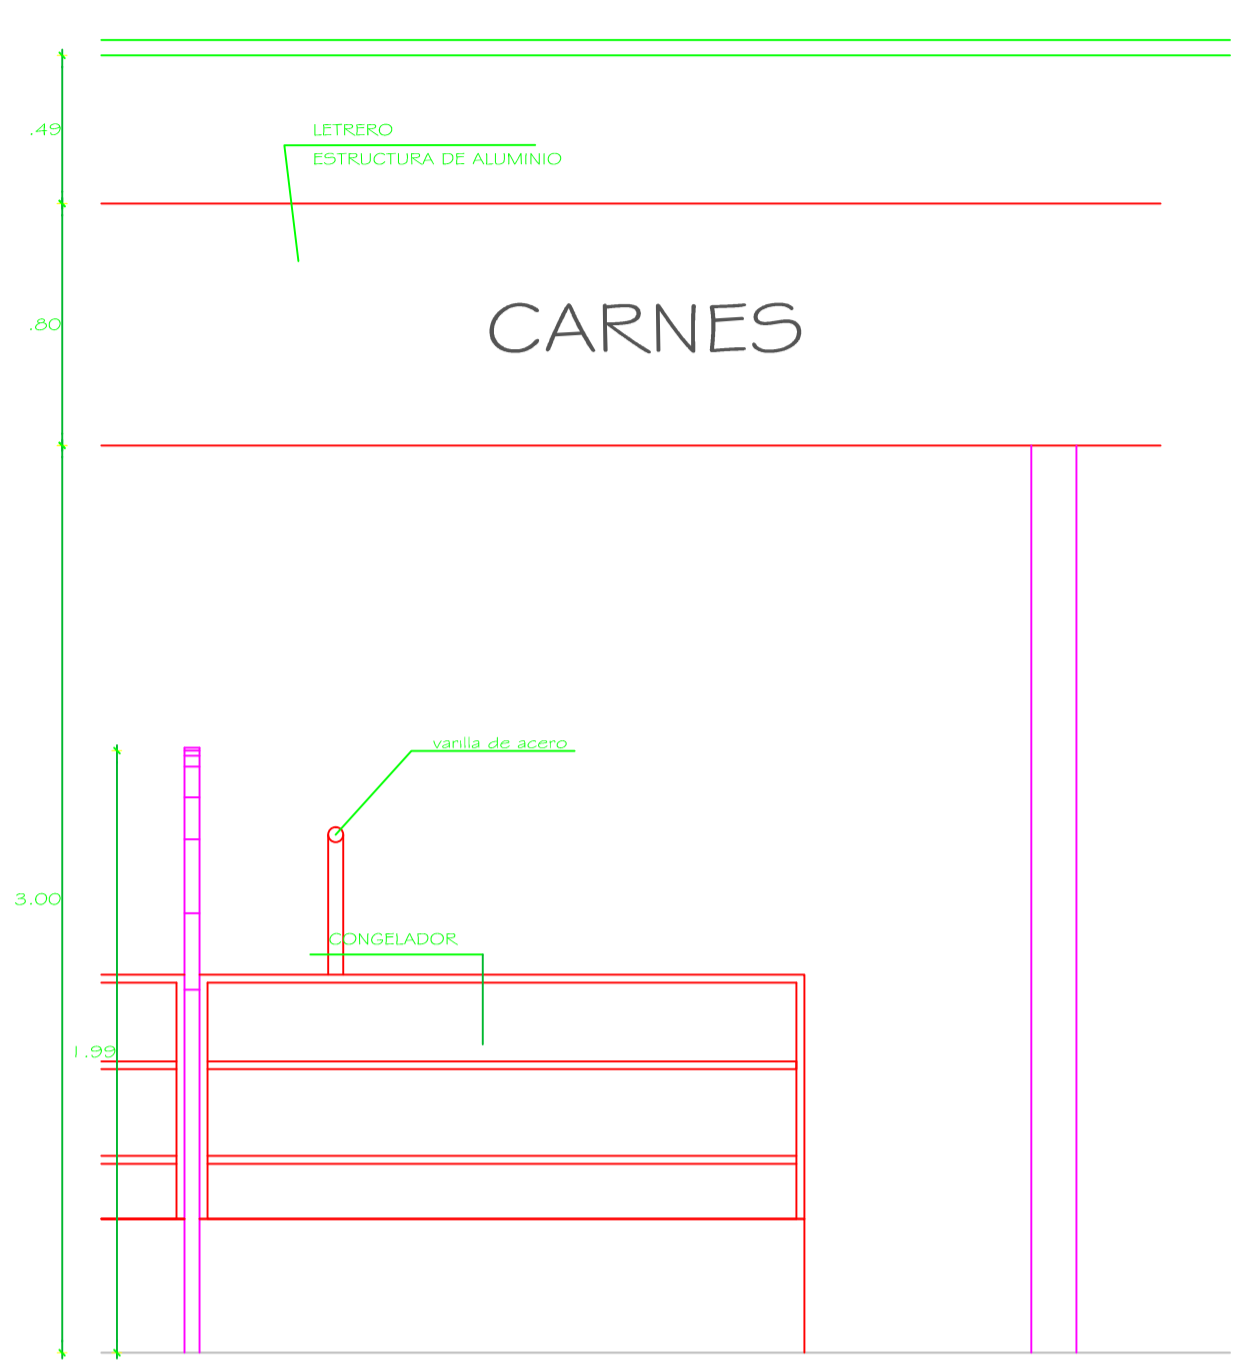 .49
LETRERO
ESTRUCTURA DE ALUMINIO
.80
CARNES
varilla de acero
3.00
CONGELADOR
1.99